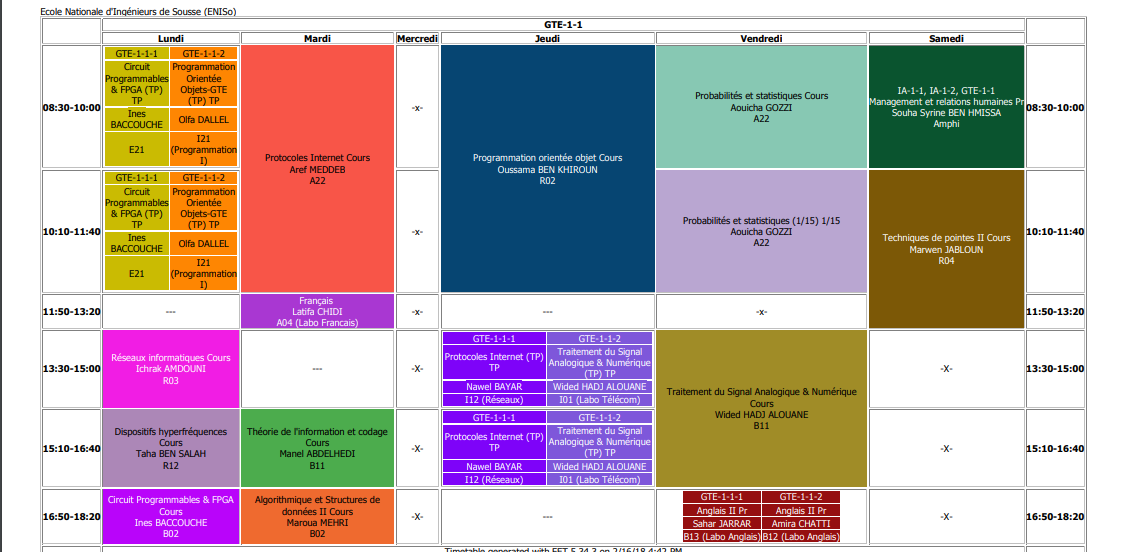 Ecole Nationale d'Ingénieurs de Sousse (ENISo)
GTE-1-1
Lundi Mardi Mercredi Jeudi Vendredi Samedi
08:30-10:00
GTE-1-1-1
Circuit
Programmables
& FPGA (TP)
TP
Ines
BACCOUCHE
E21
GTE-1-1-2
Programmation
Orientée
Objets-GTE
(TP) TP
Olfa DALLEL
I21
(Programmation
I)
Protocoles Internet Cours
Aref MEDDEB
A22
-x-
Programmation orientée objet Cours
Oussama BEN KHIROUN
R02
Probabilités et statistiques Cours
Aouicha GOZZI
A22
IA-1-1, IA-1-2, GTE-1-1
Management et relations humaines Pr
Souha Syrine BEN HMISSA
Amphi
08:30-10:00
10:10-11:40
GTE-1-1-1
Circuit
Programmables
& FPGA (TP)
TP
Ines
BACCOUCHE
E21
GTE-1-1-2
Programmation
Orientée
Objets-GTE
(TP) TP
Olfa DALLEL
I21
(Programmation
I)
-x-
Probabilités et statistiques (1/15) 1/15
Aouicha GOZZI
A22
Techniques de pointes II Cours
Marwen JABLOUN
R04
10:10-11:40
11:50-13:20
---
Français
Latifa CHIDI
A04 (Labo Francais)
-x-
---
-x-
11:50-13:20
13:30-15:00
Réseaux informatiques Cours
Ichrak AMDOUNI
R03
---
-X-
GTE-1-1-1
Protocoles Internet (TP)
TP
Nawel BAYAR
I12 (Réseaux)
GTE-1-1-2
Traitement du Signal
Analogique & Numérique
(TP) TP
Wided HADJ ALOUANE
I01 (Labo Télécom)
Traitement du Signal Analogique & Numérique
Cours
Wided HADJ ALOUANE
B11
-X-
13:30-15:00
15:10-16:40
Dispositifs hyperfréquences
Cours
Taha BEN SALAH
R12
Théorie de l'information et codage
Cours
Manel ABDELHEDI
B11
-X-
GTE-1-1-1
Protocoles Internet (TP)
TP
Nawel BAYAR
I12 (Réseaux)
GTE-1-1-2
Traitement du Signal
Analogique & Numérique
(TP) TP
Wided HADJ ALOUANE
I01 (Labo Télécom)
-X-
15:10-16:40
16:50-18:20
Circuit Programmables & FPGA
Cours
Ines BACCOUCHE
B02
Algorithmique et Structures de
données II Cours
Maroua MEHRI
B02
-X-
---
GTE-1-1-1
Anglais II Pr
Sahar JARRAR
B13 (Labo Anglais)
GTE-1-1-2
Anglais II Pr
Amira CHATTI
B12 (Labo Anglais)
-X-
16:50-18:20
Timetable generated with FET 5.34.3 on 2/16/18 4:42 PM